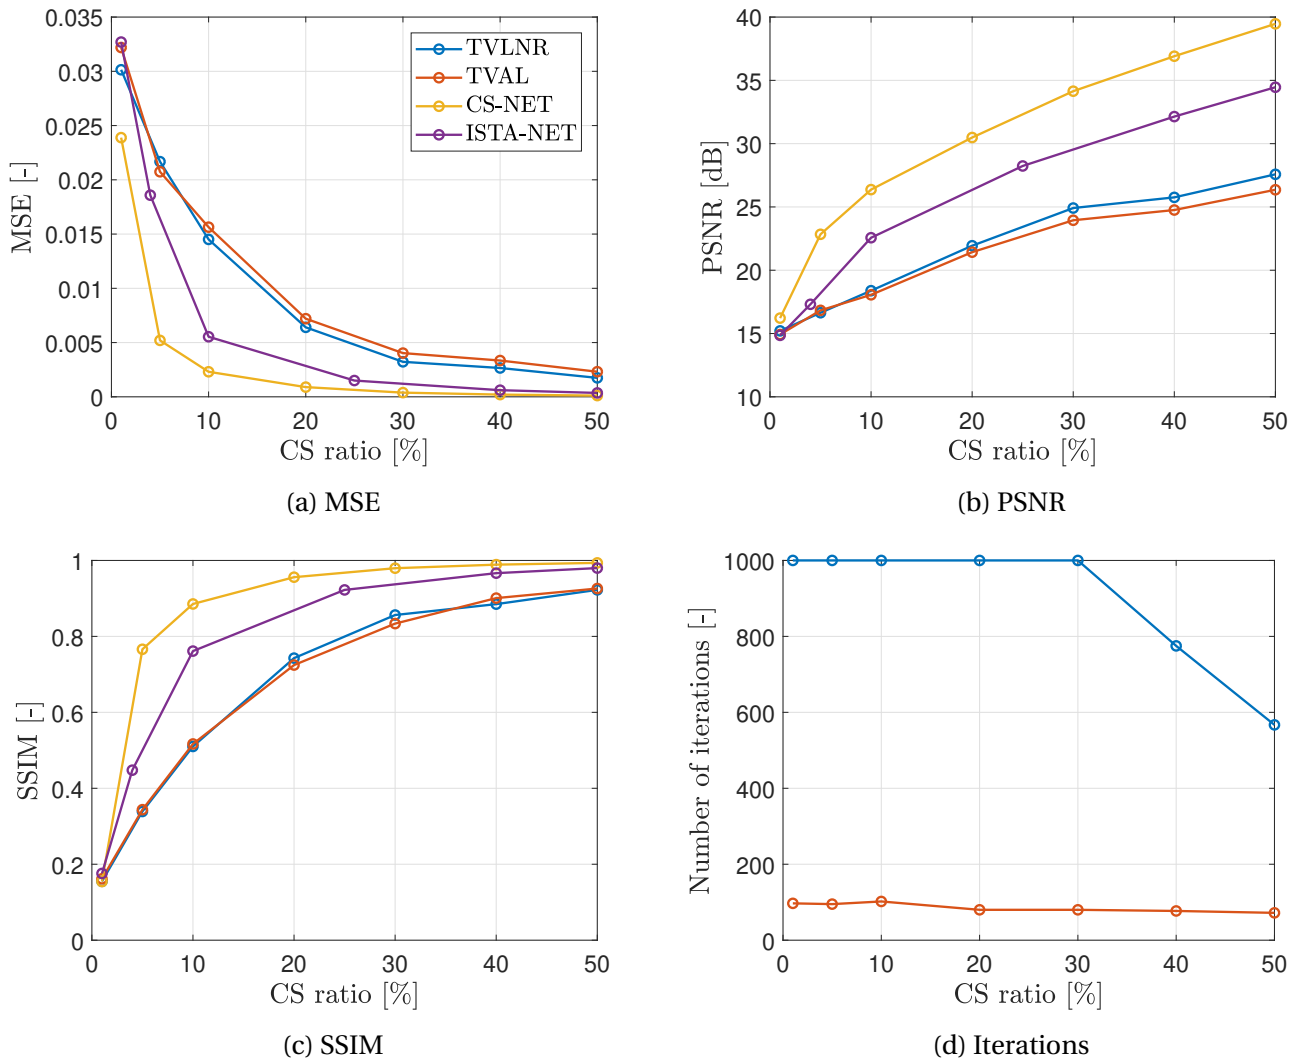 0.035
0.03
0.025
0.02
0.015
0.01
0.005
0
MSE [-]
TVLNR
TVAL
CS-NET
ISTA-NET
10 20 30 40 50
0
CS ratio [%]
(a) MSE
40
35
30
25
20
15
10
PSNR [dB]
0 10 20 30 40 50
CS ratio [%]
(b) PSNR
1
0.8
0.6
0.4
0.2
0
SSIM [-]
0 10 20 30 40 50
CS ratio [%]
(c) SSIM
1000
800
600
400
200
0
Number of iterations [-]
0 10 20 30 40 50
CS ratio [%]
(d) Iterations